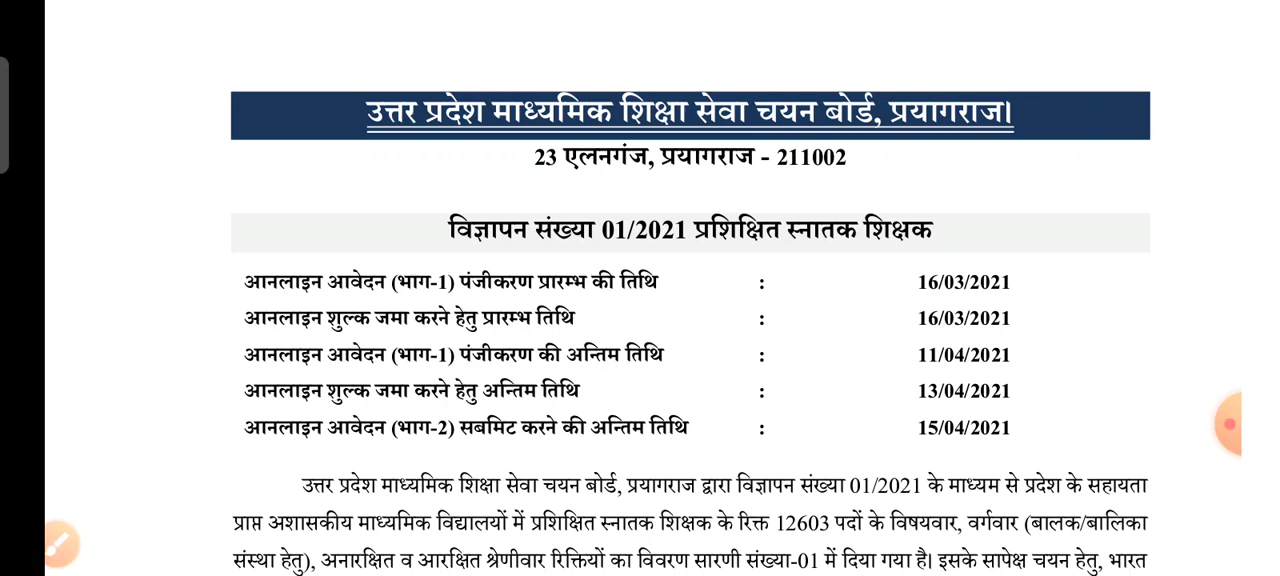 उत्तर प्रदेश माध्यमिक शिक्षा सेवा चयन बोर्ड, प्रयागराज।
23 एलनगंज, प्रयागराज - 211002
विज्ञापन संख्या 01/2021 प्रशिक्षित स्नातक शिक्षक
आनलाइन आवेदन (भाग-1) पंजीकरण प्रारम्भ की तिथि : 16/03/2021
आनलाइन शुल्क जमा करने हेतु प्रारम्भ तिथि : 16/03/2021
आनलाइन आवेदन (भाग-1) पंजीकरण की अन्तिम तिथि : 11/04/2021
आनलाइन शुल्क जमा करने हेतु अन्तिम तिथि : 13/04/2021
आनलाइन आवेदन (भाग-2) सबमिट करने की अन्तिम तिथि : 15/04/2021
उत्तर प्रदेश माध्यमिक शिक्षा सेवा चयन बोर्ड, प्रयागराज द्वारा विज्ञापन संख्या 01/2021 के माध्यम से प्रदेश के सहायता
प्राप्त अशासकीय माध्यमिक विद्यालयों में प्रशिक्षित स्नातक शिक्षक के रिक्त 12603 पदों के विषयवार, वर्गवार (बालक/बालिका
संस्था हेतु), अनारक्षित व आरक्षित श्रेणीवार रिक्तियों का विवरण सारणी संख्या-01 में दिया गया है। इसके सापेक्ष चयन हेतु, भारत